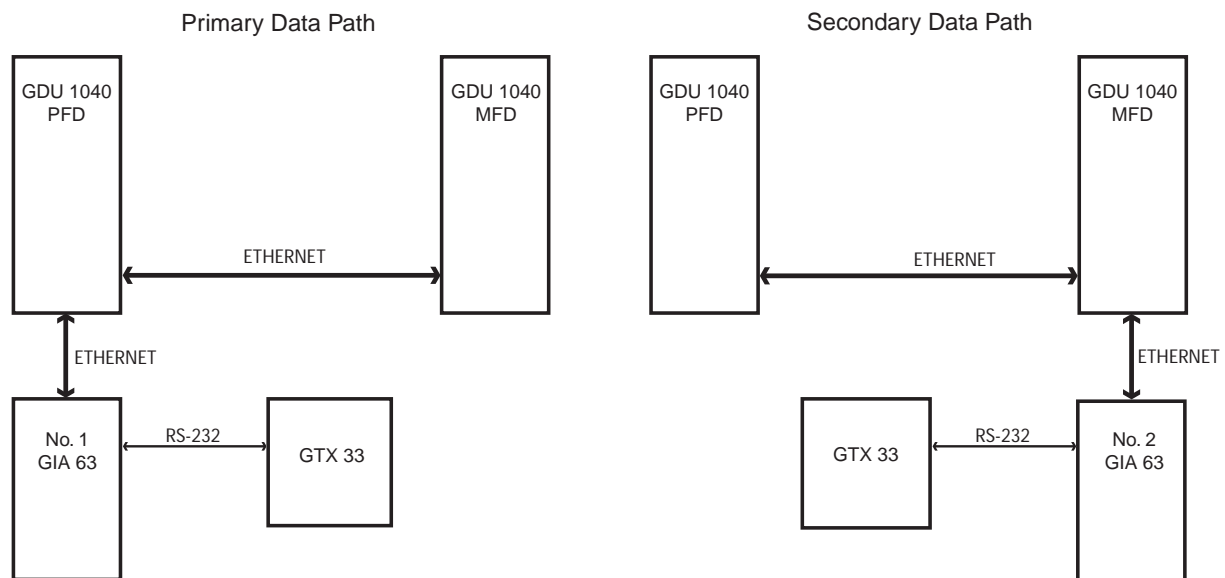 Primary Data Path
GDU 1040
PFD
GDU 1040
MFD
ETHERNET
ETHERNET
No. 1
GIA 63
RS-232
GTX 33
Secondary Data Path
GDU 1040
PFD
GDU 1040
MFD
ETHERNET
ETHERNET
GTX 33
RS-232
No. 2
GIA 63